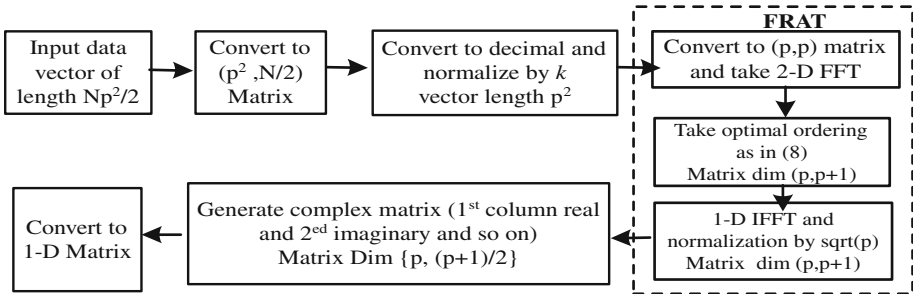 FRAT
Input data
vector of
length Np²/2
Convert to
(p² ,N/2)
Matrix
Convert to decimal and
normalize by k
vector length p²
Convert to (p,p) matrix
and take 2-D FFT
Take optimal ordering
as in (8)
Matrix dim (p,p+1)
1-D IFFT and
normalization by sqrt(p)
Matrix dim (p,p+1)
Generate complex matrix (1st column real
and 2ed imaginary and so on)
Matrix Dim {p, (p+1)/2}
Convert to
1-D Matrix